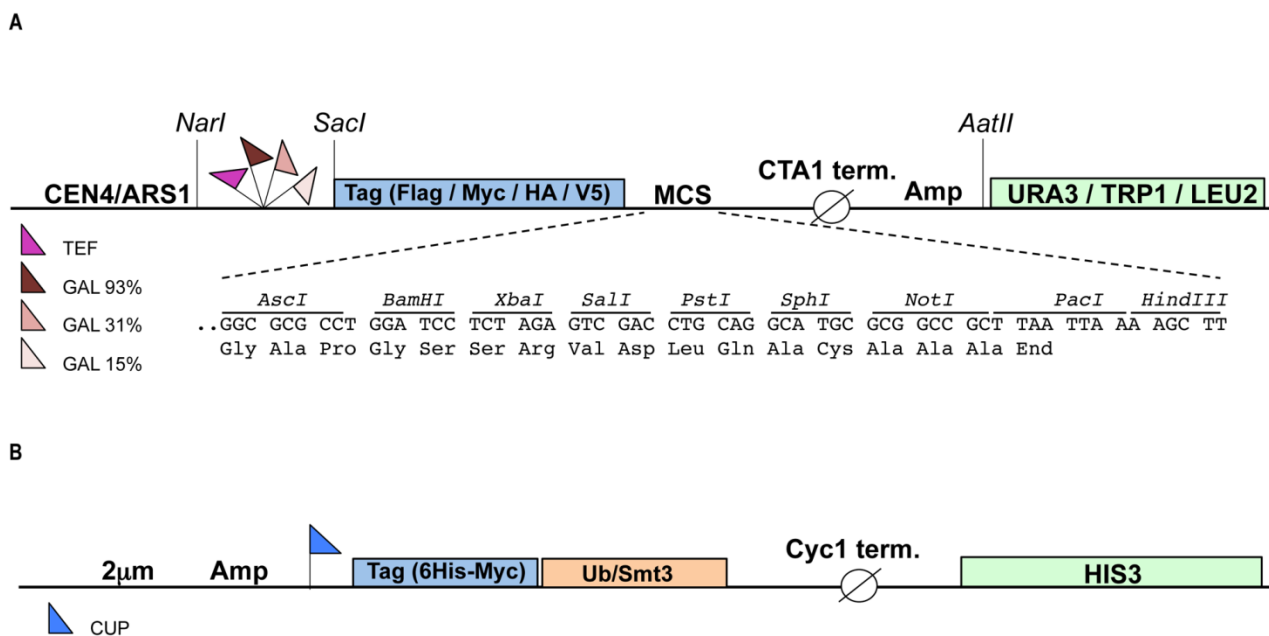 A
NarI SacI AatII
CEN4/ARS1 Tag (Flag / Myc / HA / V5) MCS CTA1 term. Amp URA3 / TRP1 / LEU2
TEF
GAL 93%
GAL 31%
GAL 15%
AscI BamHI XbaI SalI PstI SphI NotI PacI HindIII
..GGC GCG CCT GGA TCC TCT AGA GTC GAC CTG CAG GCA TGC GCG GCC GCT TAA TTA A A AGC TT
Gly Ala Pro Gly Ser Ser Arg Val Asp Leu Gln Ala Cys Ala Ala Ala End
B
2μm Amp Tag (6His-Myc) Ub/Smt3 Cyc1 term. HIS3
CUP